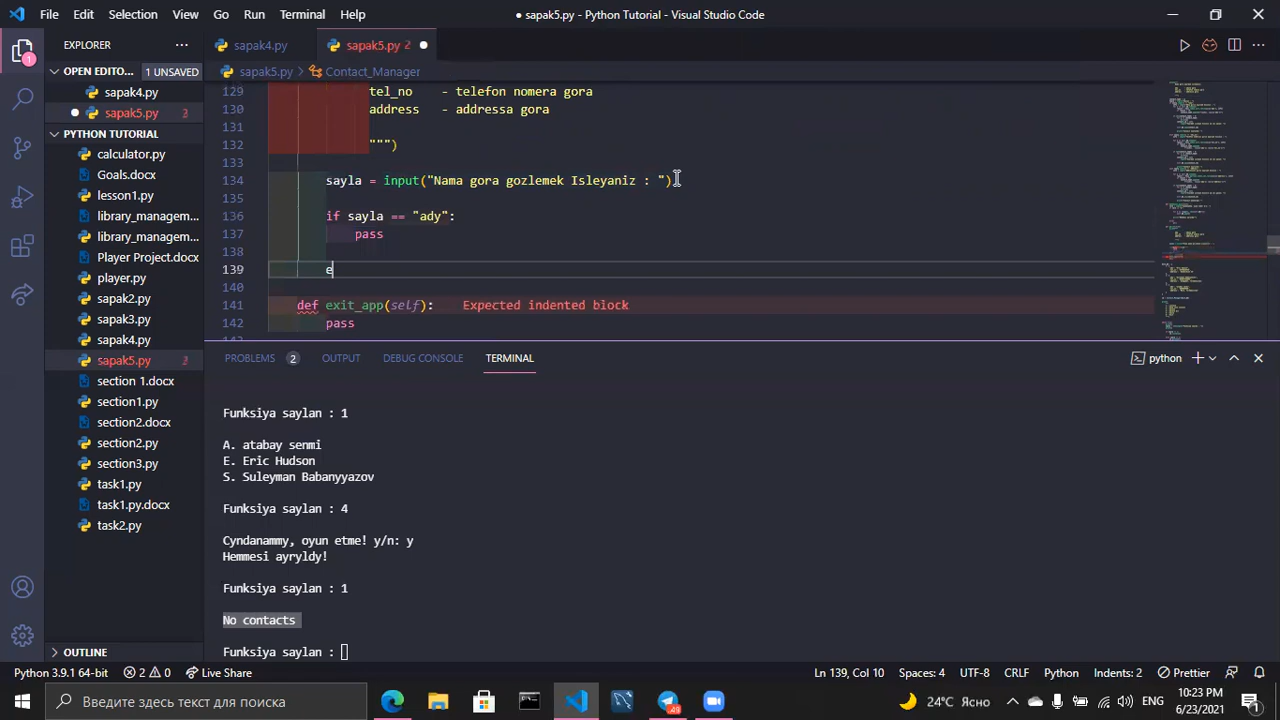 File Edit Selection View Go Run Terminal Help
● sapak5.py - Python Tutorial - Visual Studio Code
EXPLORER
sapak4.py
sapak5.py 2
OPEN EDITO... 1 UNSAVED
sapak4.py
sapak5.py 2
PYTHON TUTORIAL
calculator.py
Goals.docx
lesson1.py
library_managem...
library_managem...
Player Project.docx
player.py
sapak2.py
sapak3.py
sapak4.py
sapak5.py 2
section 1.docx
section1.py
section2.docx
section2.py
section3.py
task1.py
task1.py.docx
task2.py
OUTLINE
sapak5.py > Contact_Manager
129 tel_no - telefon nomera gora
130 address - addressa gora
131
132 """)
133
134 sayla = input("Nama gora gozlemek Isleyaniz : ")
135
136 if sayla == "ady":
137 pass
138
139 e
140
141 def exit_app(self): Expected indented block
142 pass
PROBLEMS 2 OUTPUT DEBUG CONSOLE TERMINAL
python
Funksiya saylan : 1
A. atabay senmi
E. Eric Hudson
S. Suleyman Babanyyazov
Funksiya saylan : 4
Cyndanammy, oyun etme! y/n: y
Hemmesi ayryldy!
Funksiya saylan : 1
No contacts
Funksiya saylan :
Python 3.9.1 64-bit 2 0 Live Share
Ln 139, Col 10 Spaces: 4 UTF-8 CRLF Python Indents: 2 Prettier
Введите здесь текст для поиска
24°C Ясно
ENG
10:23 PM
6/23/2021